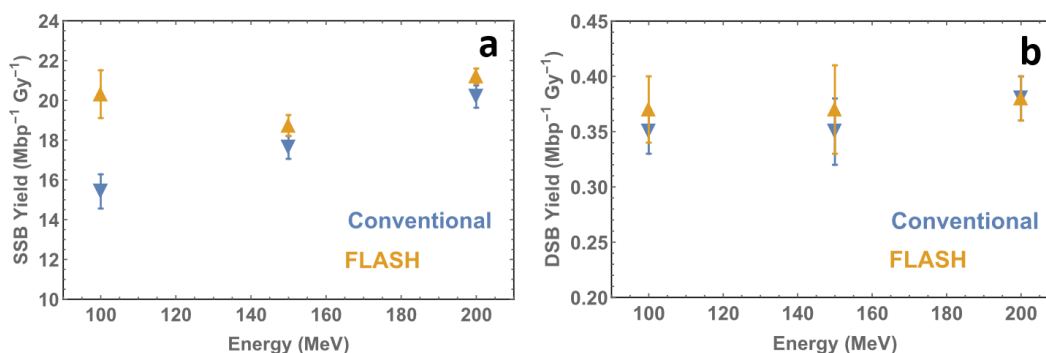 a
SSB Yield (Mbp⁻¹ Gy⁻¹)
24
22
20
18
16
14
12
10
Conventional
FLASH
100 120 140 160 180 200
Energy (MeV)
b
DSB Yield (Mbp⁻¹ Gy⁻¹)
0.40
0.35
0.30
0.25
0.20
Conventional
FLASH
100 120 140 160 180 200
Energy (MeV)